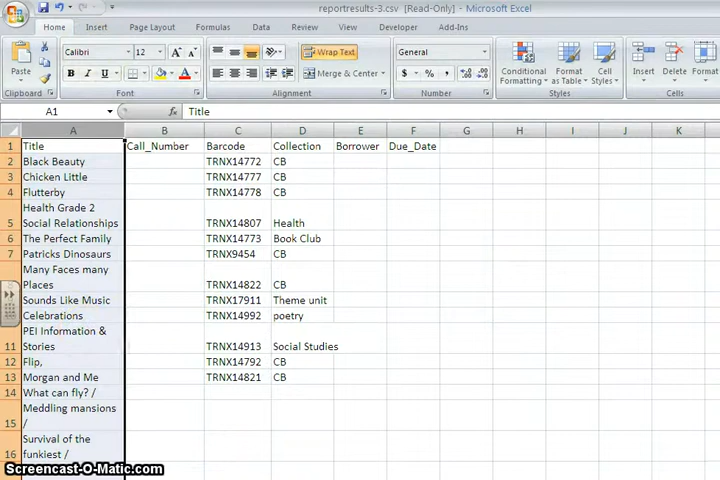 reportresults-3.csv [Read-Only] - Microsoft Excel
Home Insert Page Layout Formulas Data Review View Developer Add-Ins
Calibri 12 A A Wrap Text General
Paste B I U A Merge & Center $ % , Conditional Formatting Format as Table Cell Styles Insert Delete Format
Clipboard Font Alignment Number Styles Cells
A1 fx Title
A B C D E F G H I J K
1 Title Call_Number Barcode Collection Borrower Due_Date
2 Black Beauty TRNX14772 CB
3 Chicken Little TRNX14777 CB
4 Flutterby TRNX14778 CB
Health Grade 2
5 Social Relationships TRNX14807 Health
6 The Perfect Family TRNX14773 Book Club
7 Patricks Dinosaurs TRNX9454 CB
Many Faces many
Places TRNX14822 CB
Sounds Like Music TRNX17911 Theme unit
Celebrations TRNX14992 poetry
PEI Information &
11 Stories TRNX14913 Social Studies
12 Flip, TRNX14792 CB
13 Morgan and Me TRNX14821 CB
14 What can fly? /
Meddling mansions
15 /
Survival of the
16 funkiest /
Screencast-O-Matic.com